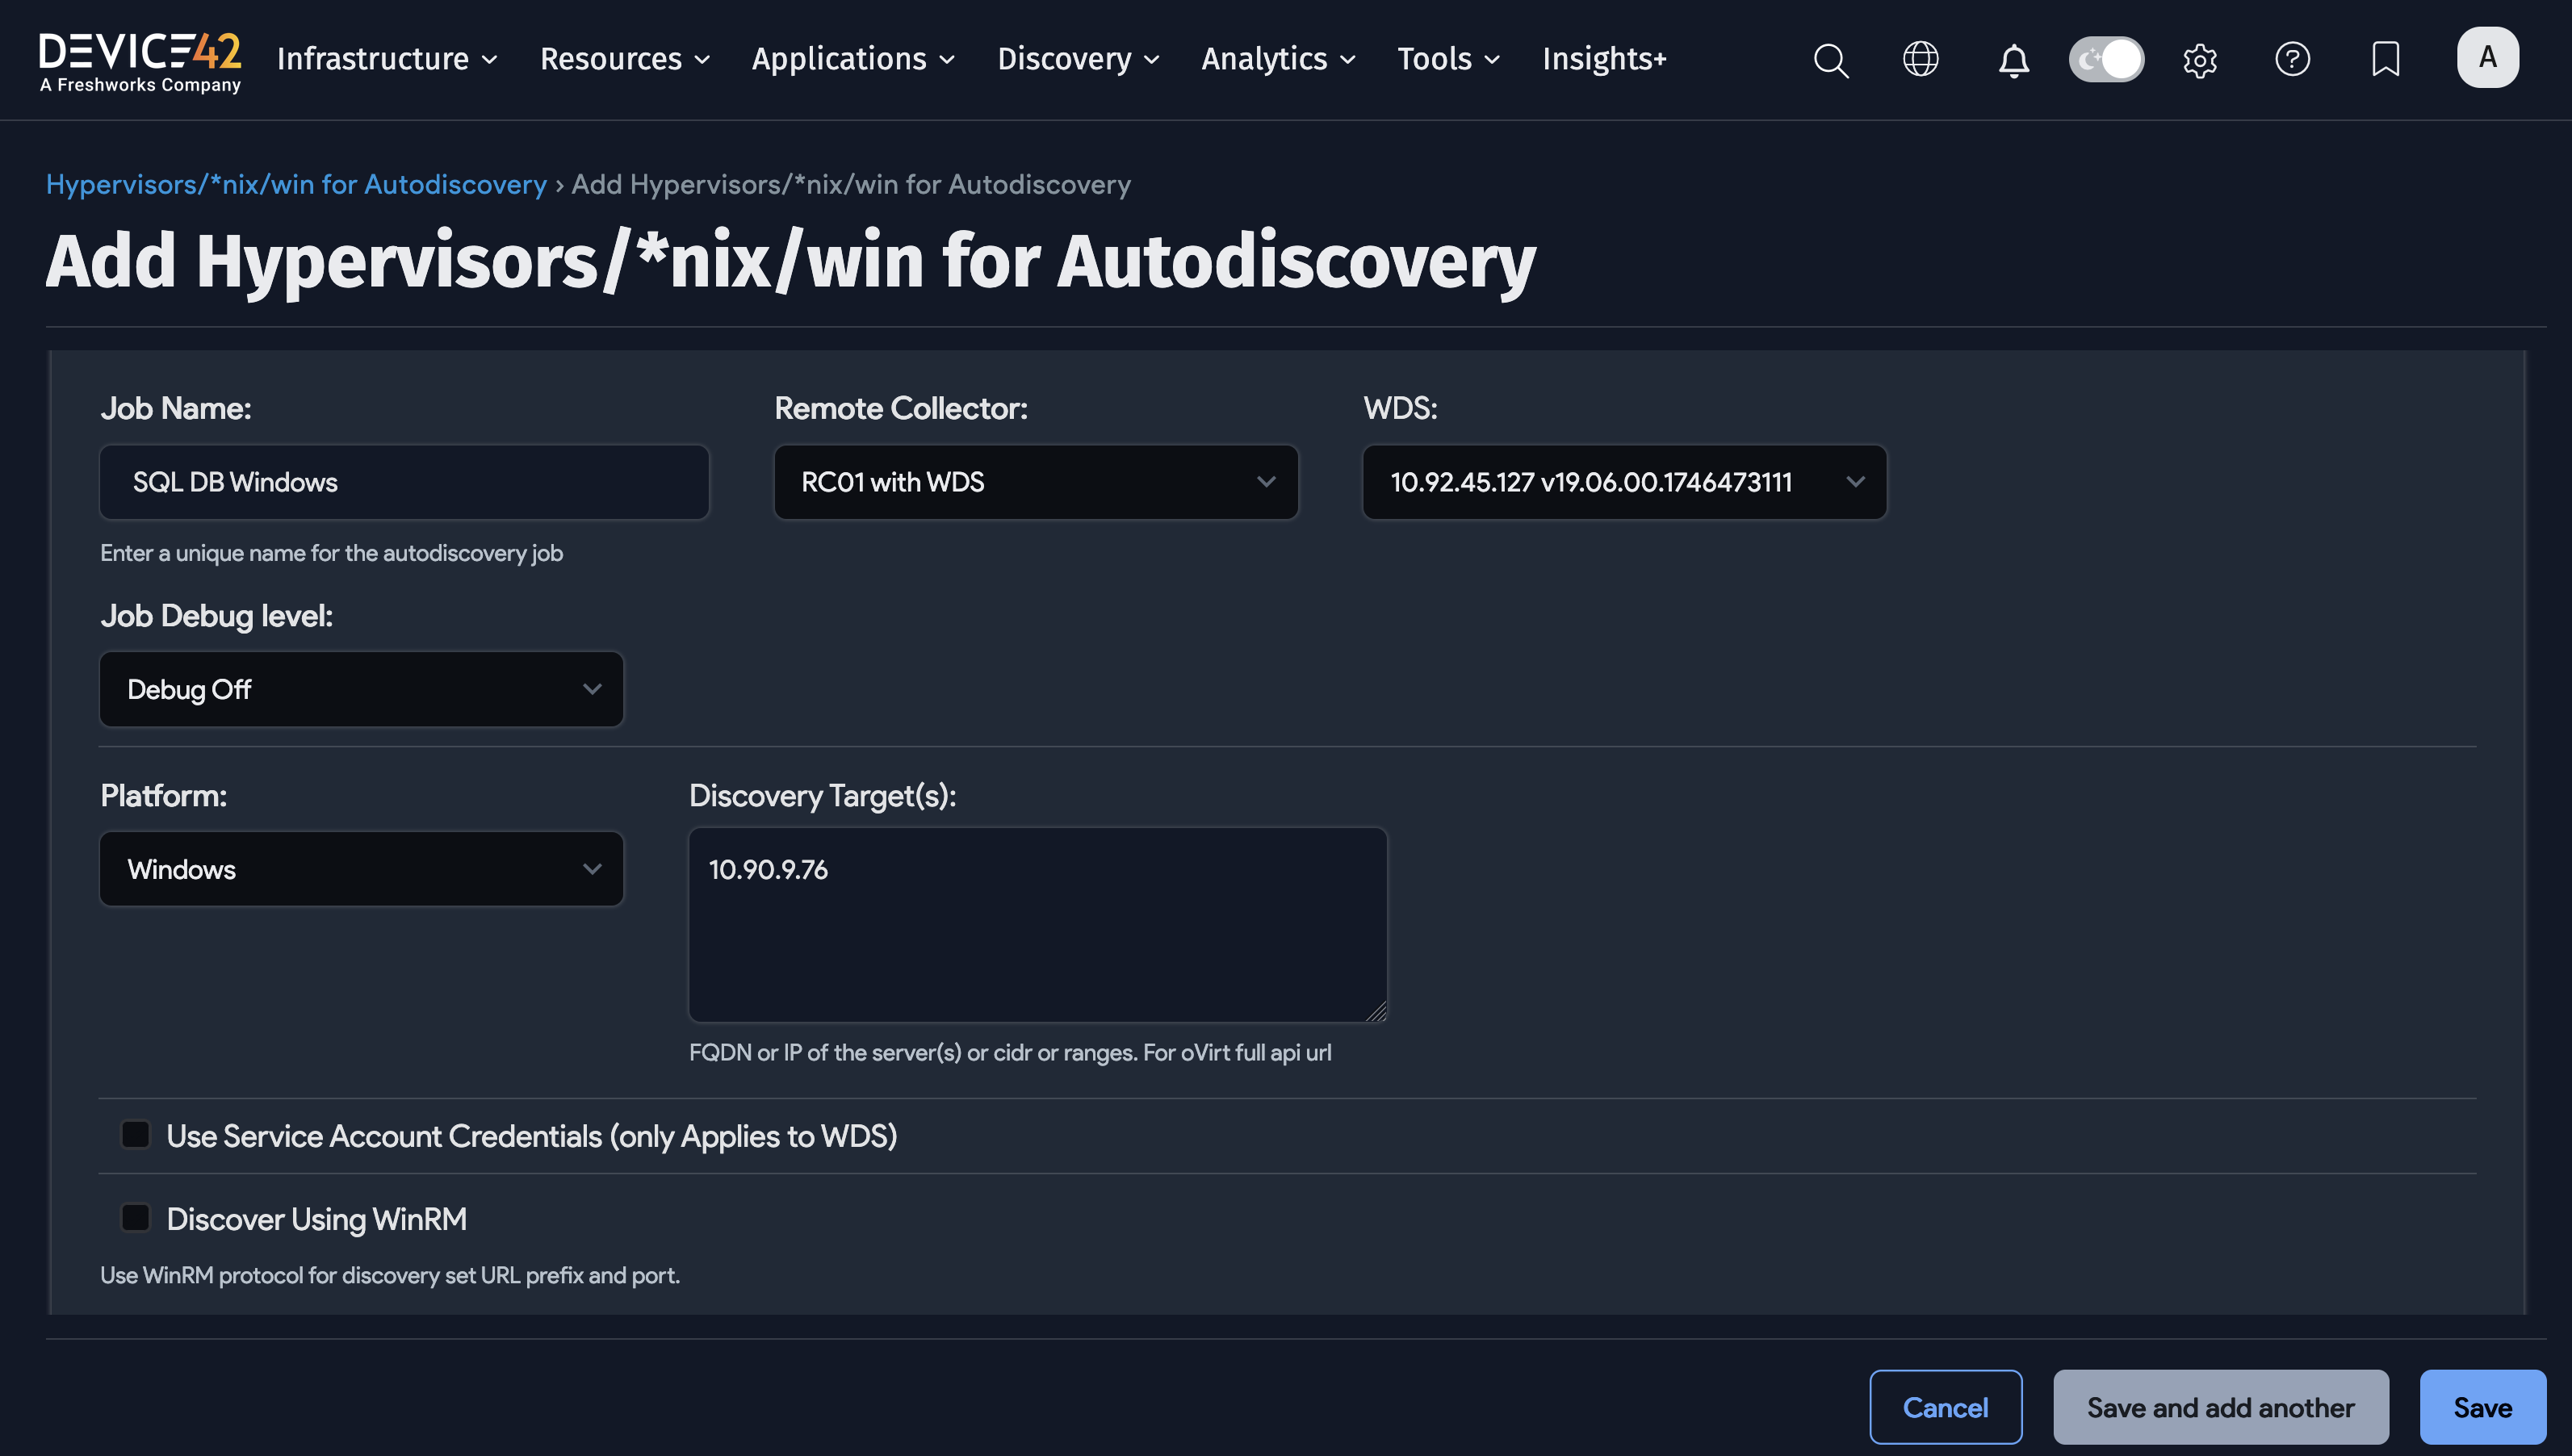 DEVICE42
A Freshworks Company
Infrastructure Resources Applications Discovery Analytics Tools Insights+
A
Hypervisors/*nix/win for Autodiscovery › Add Hypervisors/*nix/win for Autodiscovery
Add Hypervisors/*nix/win for Autodiscovery
Job Name: Remote Collector: WDS:
SQL DB Windows RC01 with WDS 10.92.45.127 v19.06.00.1746473111
Enter a unique name for the autodiscovery job
Job Debug level:
Debug Off
Platform: Discovery Target(s):
Windows 10.90.9.76
FQDN or IP of the server(s) or cidr or ranges. For oVirt full api url
Use Service Account Credentials (only Applies to WDS)
Discover Using WinRM
Use WinRM protocol for discovery set URL prefix and port.
Cancel Save and add another Save